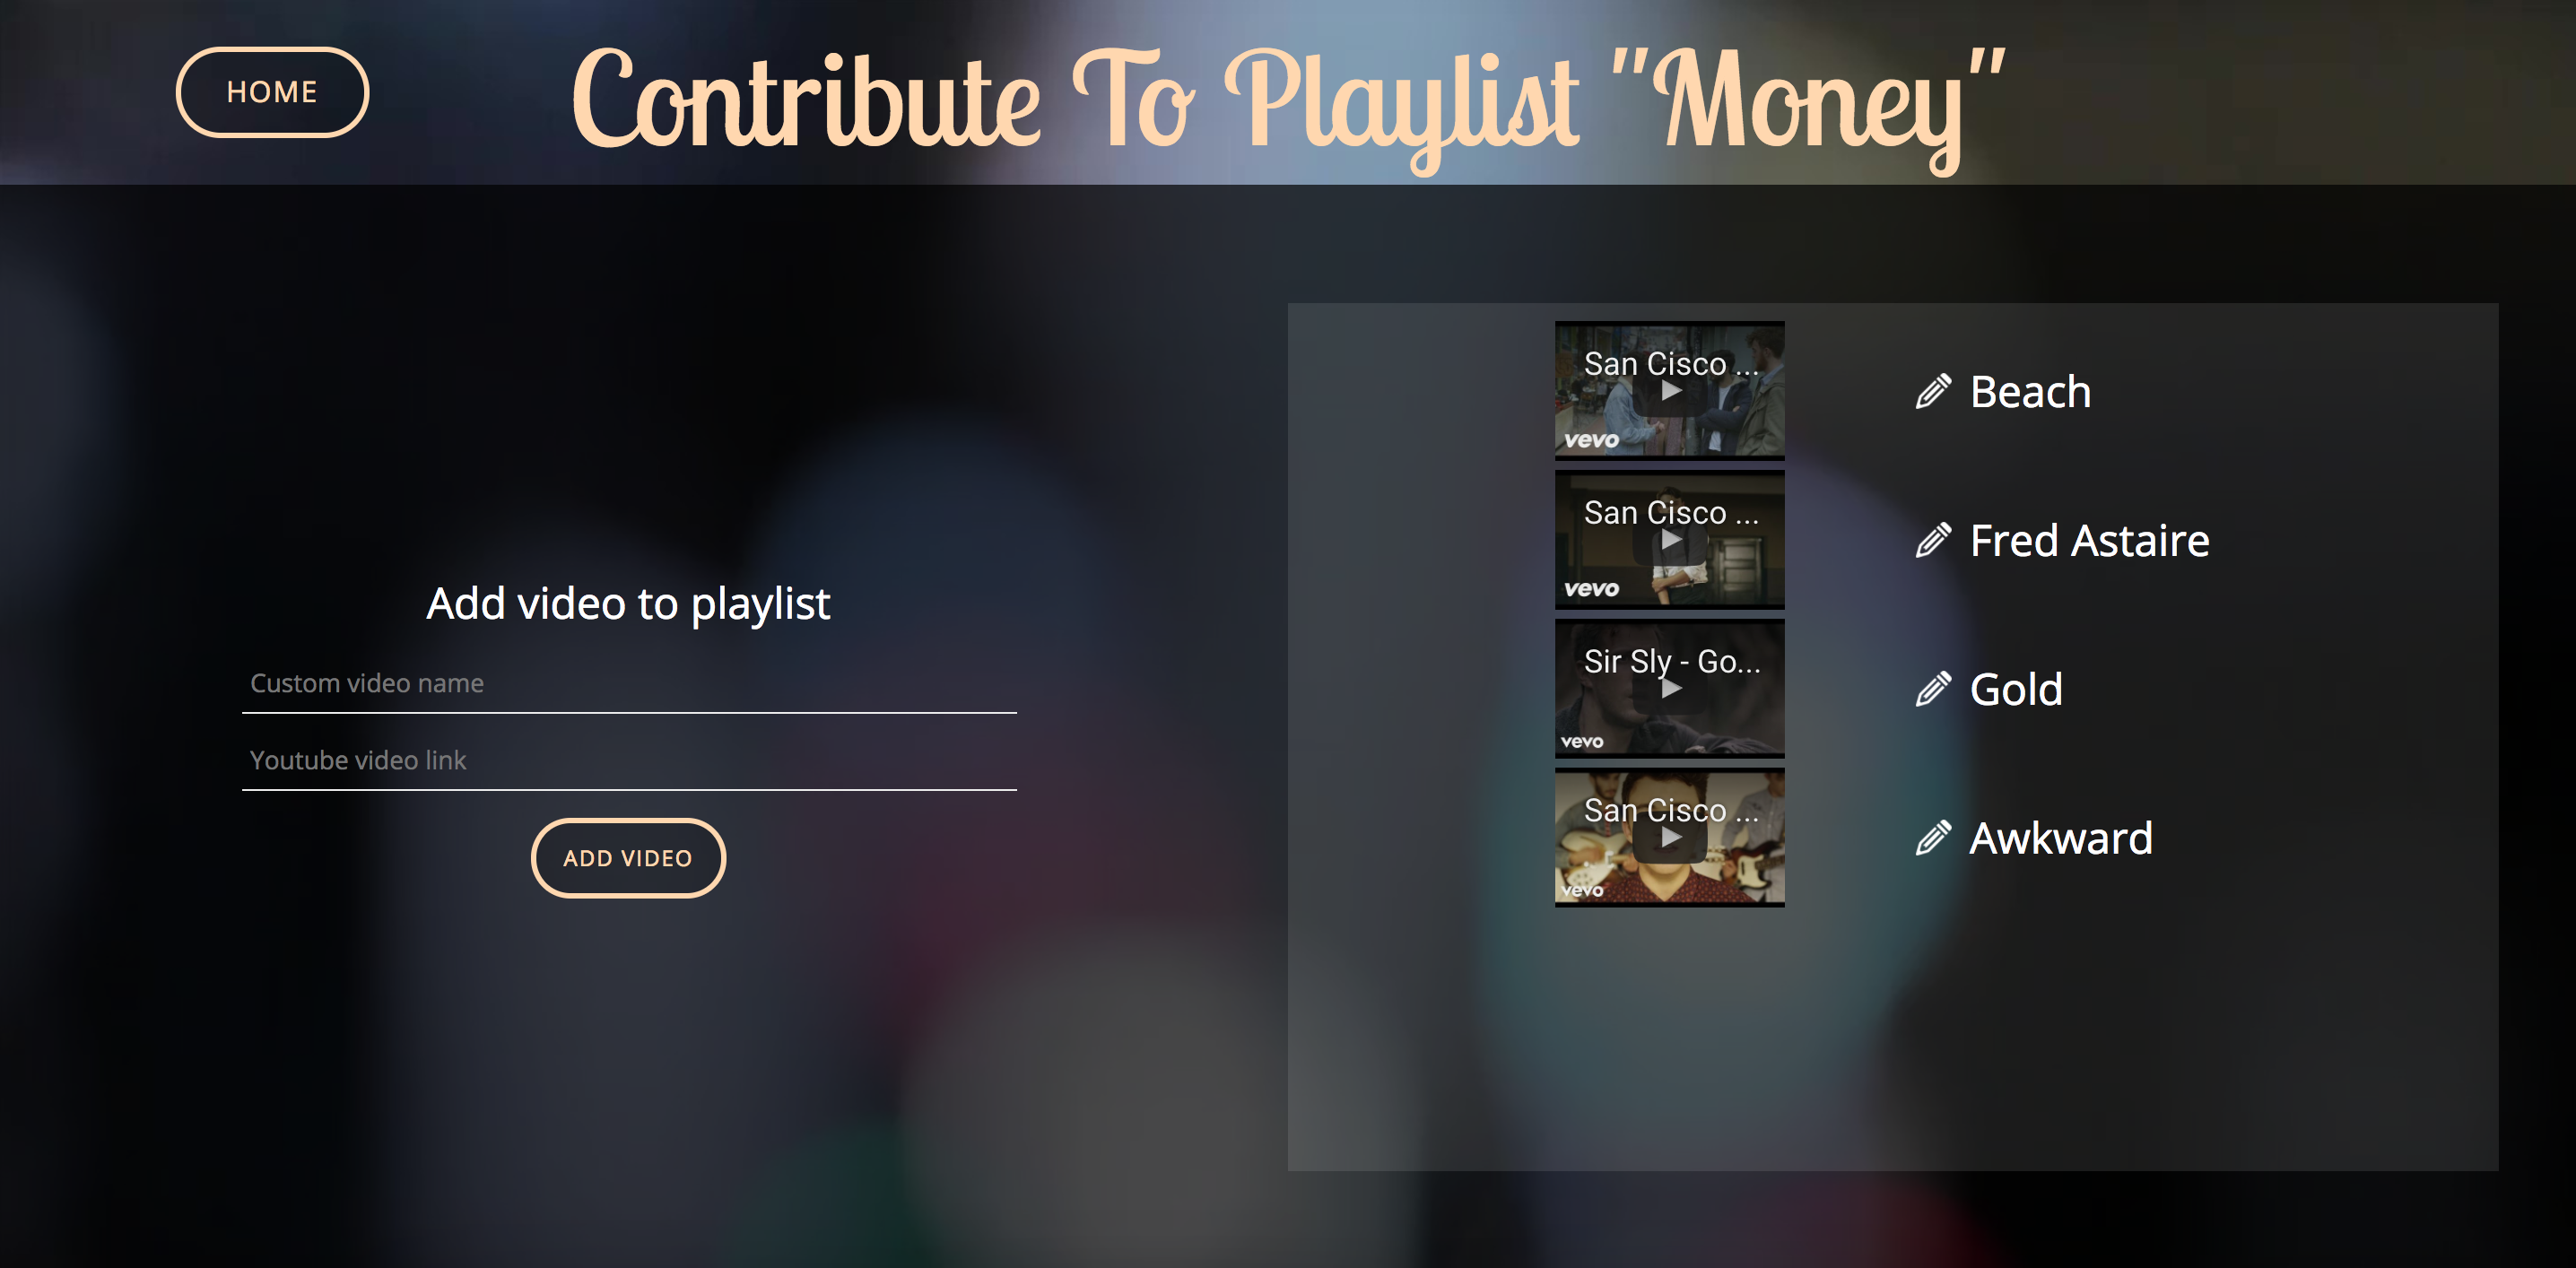 HOME
Contribute To Playlist "Money"
Add video to playlist
Custom video name
Youtube video link
ADD VIDEO
San Cisco ...
vevo
Beach
San Cisco ...
vevo
Fred Astaire
Sir Sly - Go...
vevo
Gold
San Cisco ...
vevo
Awkward